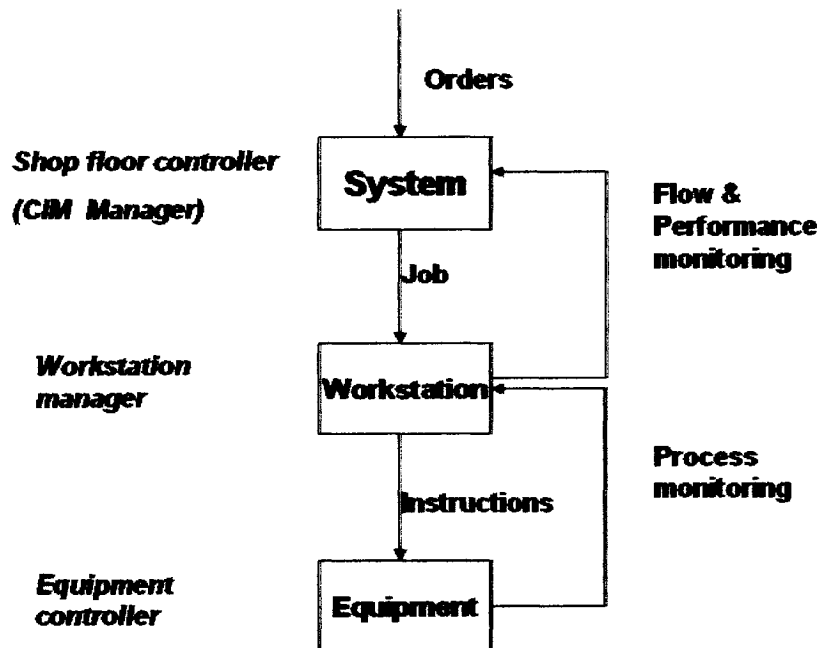 Orders
Shop floor controller
(CIM Manager)
System
Flow &
Performance
monitoring
Job
Workstation
manager
Workstation
Process
monitoring
Instructions
Equipment
controller
Equipment